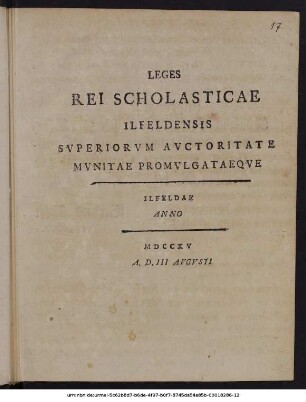 17
LEGES
REI SCHOLASTICAE
ILFELDENSIS
SVPERIORVM AVCTORITATE
MVNITAE PROMVLGATAEQVE
ILFELDAE
ANNO
MDCCXV
A. D. III AVGVSTI